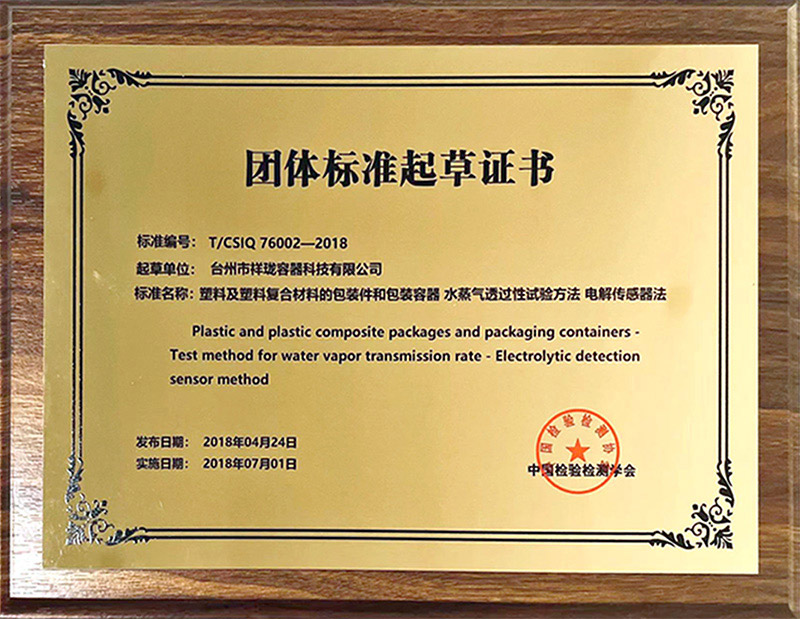 团体标准起草证书
标准编号： T/CSIQ 76002—2018
起草单位： 台州市祥珑容器科技有限公司
标准名称：塑料及塑料复合材料的包装件和包装容器 水蒸气透过性试验方法 电解传感器法
Plastic and plastic composite packages and packaging containers -
Test method for water vapor transmission rate - Electrolytic detection
sensor method
发布日期： 2018年04月24日
实施日期： 2018年07月01日
国检验检测
中国检验检测学会